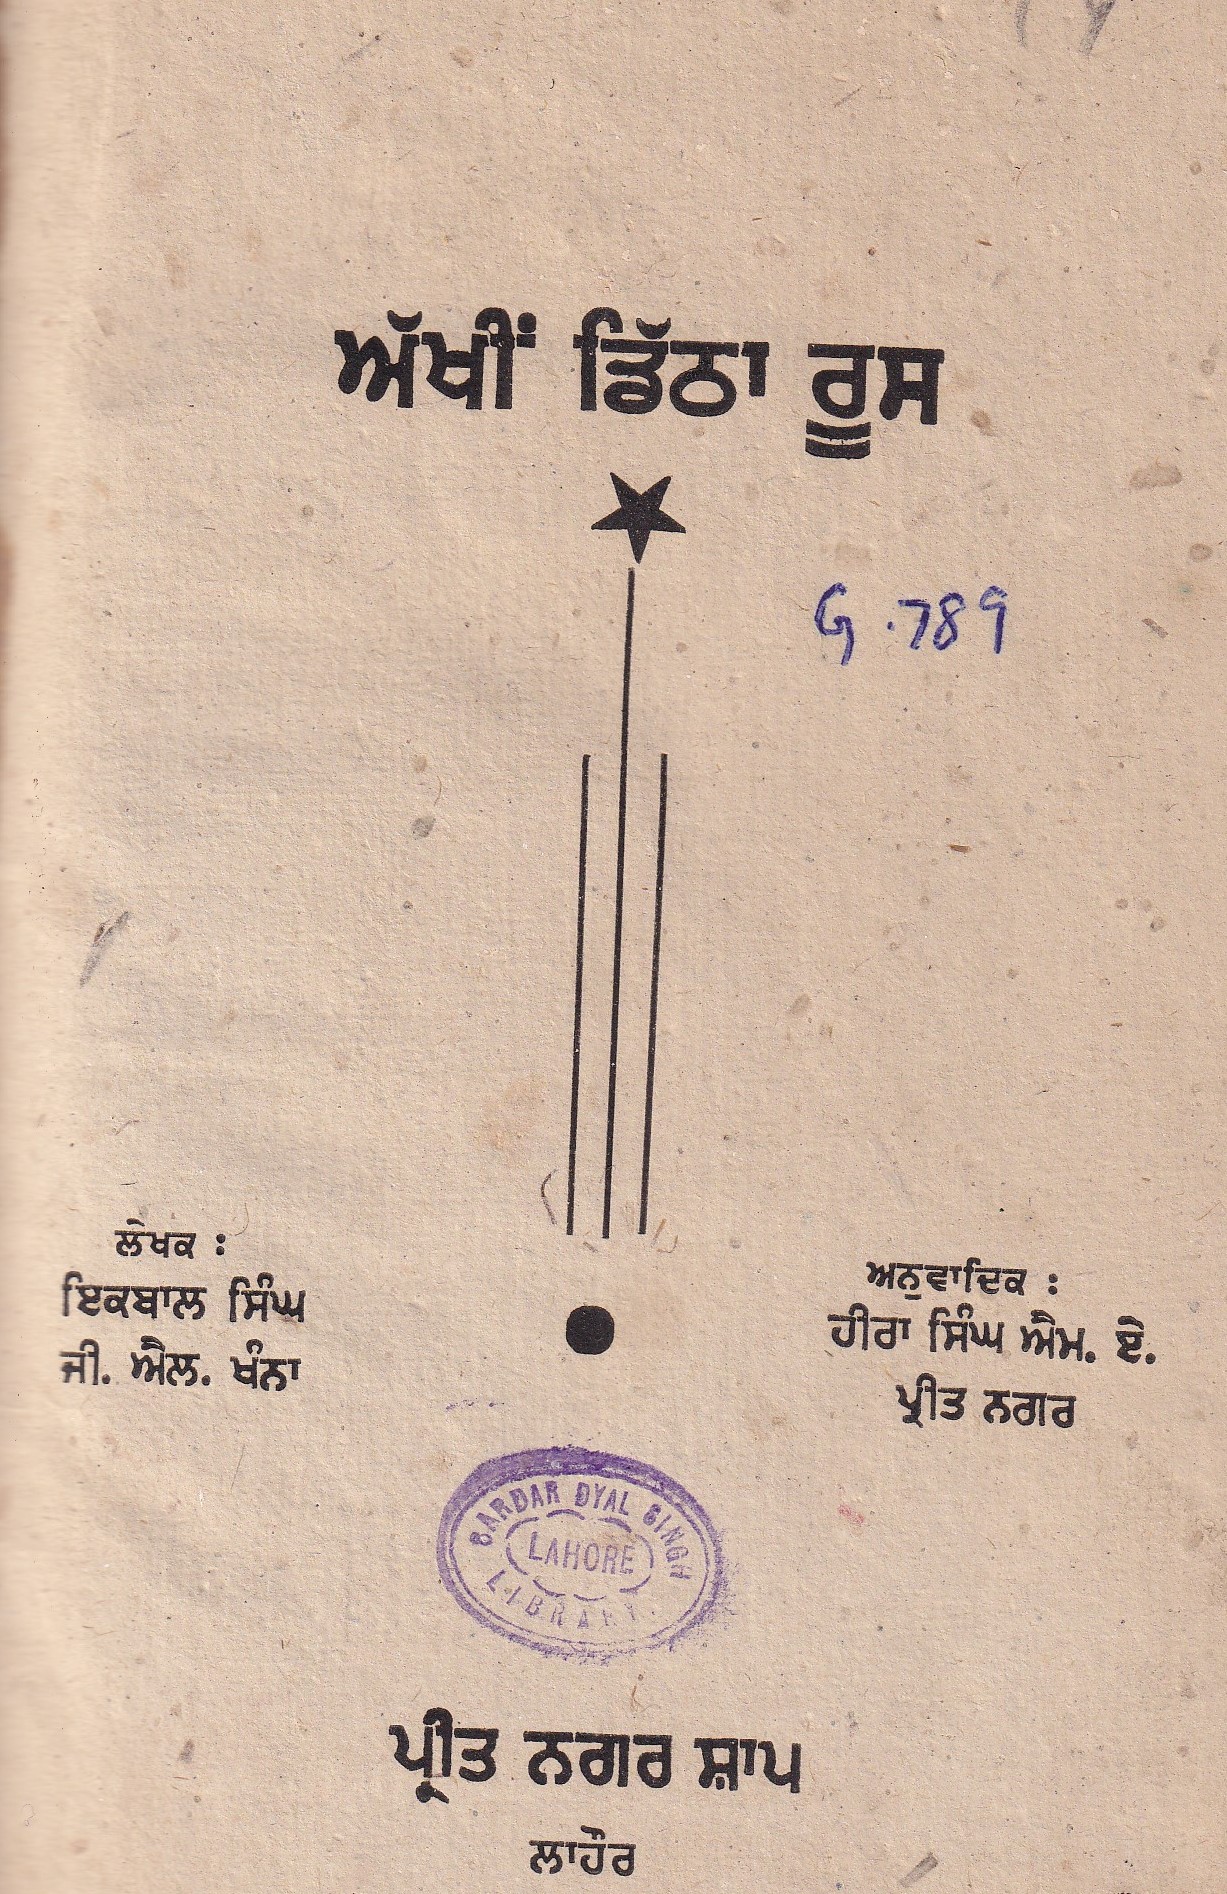 ਅੱਖੀਂ ਡਿੱਠਾ ਰੂਸ
G.789
ਲੇਖਕ :
ਇਕਬਾਲ ਸਿੰਘ
ਜੀ. ਐਲ. ਖੰਨਾ
ਅਨੁਵਾਦਿਕ :
ਹੀਰਾ ਸਿੰਘ ਐਮ. ਏ.
ਪ੍ਰੀਤ ਨਗਰ
SARDAR DYAL SINGH
LAHORE
LIBRARY.
ਪ੍ਰੀਤ ਨਗਰ ਸ਼ਾਪ
ਲਾਹੌਰ